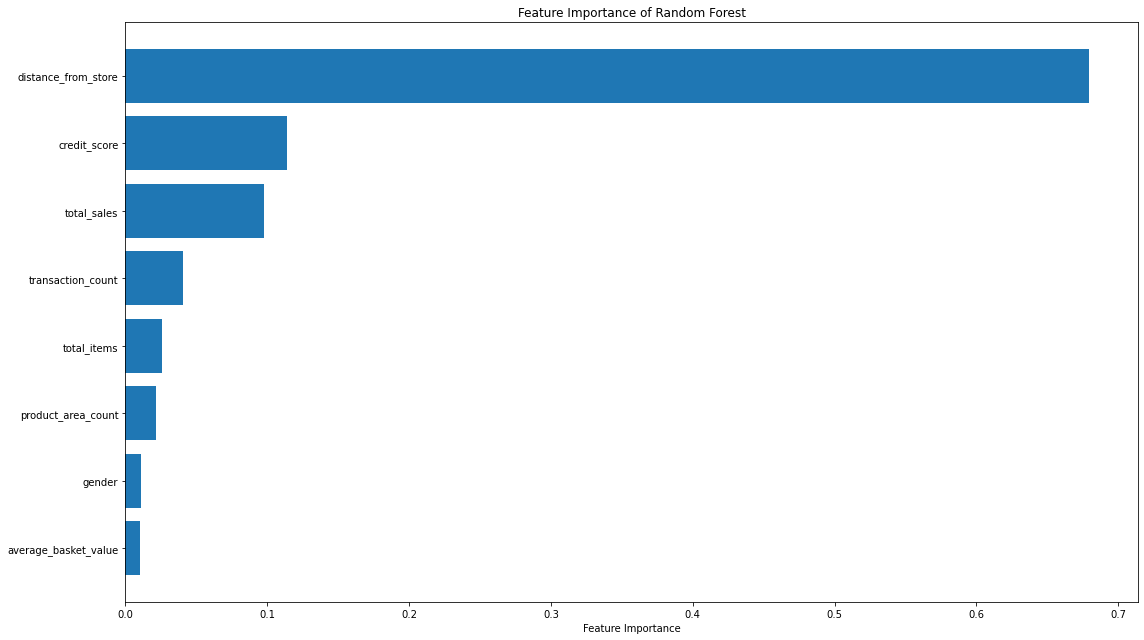 Feature Importance of Random Forest
distance_from_store
credit_score
total_sales
transaction_count
total_items
product_area_count
gender
average_basket_value
0.0 0.1 0.2 0.3 0.4 0.5 0.6 0.7
Feature Importance